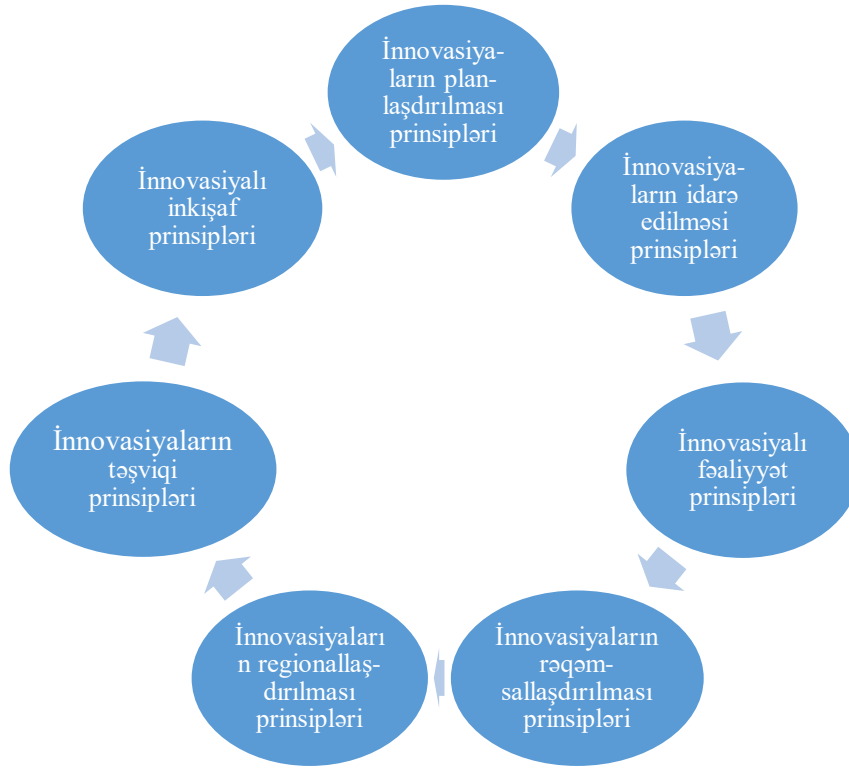 İnnovasiya-
ların plan-
laşdırılması
prinsipləri
İnnovasiya-
ların idarə
edilməsi
prinsipləri
İnnovasiyalı
fəaliyyət
prinsipləri
İnnovasiyaların
rəqəm-
sallaşdırılması
prinsipləri
İnnovasiyaları
n regionallaş-
dırılması
prinsipləri
İnnovasiyaların
təşviqi
prinsipləri
İnnovasiyalı
inkişaf
prinsipləri